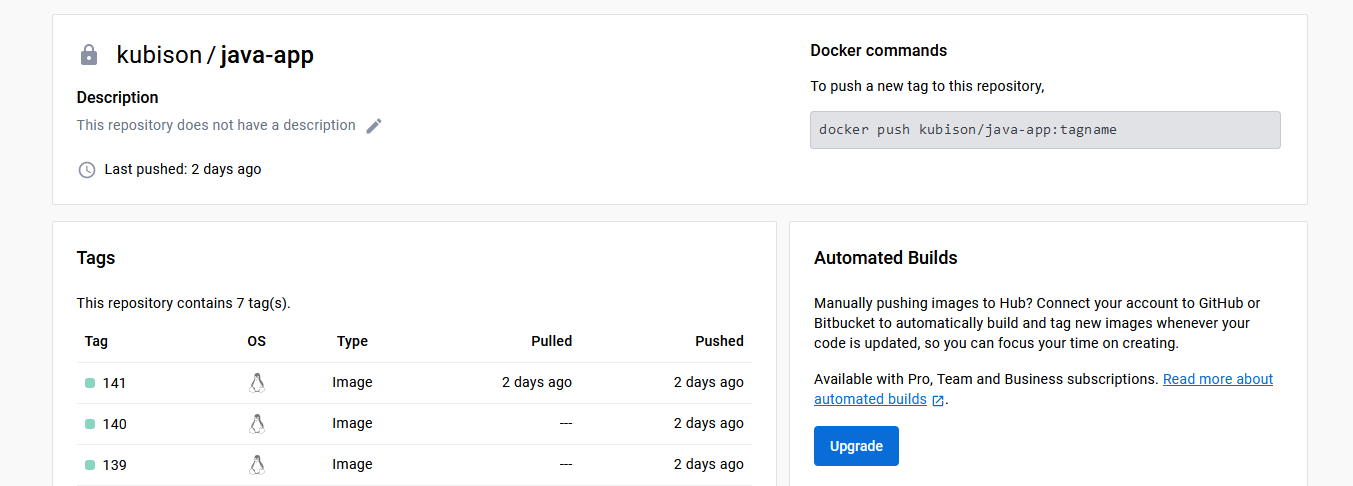 kubison / java-app
Description
This repository does not have a description
Last pushed: 2 days ago
Docker commands
To push a new tag to this repository,
docker push kubison/java-app:tagname
Tags
This repository contains 7 tag(s).
Tag OS Type Pulled Pushed
141 Image 2 days ago 2 days ago
140 Image --- 2 days ago
139 Image --- 2 days ago
Automated Builds
Manually pushing images to Hub? Connect your account to GitHub or
Bitbucket to automatically build and tag new images whenever your
code is updated, so you can focus your time on creating.
Available with Pro, Team and Business subscriptions. Read more about
automated builds .
Upgrade